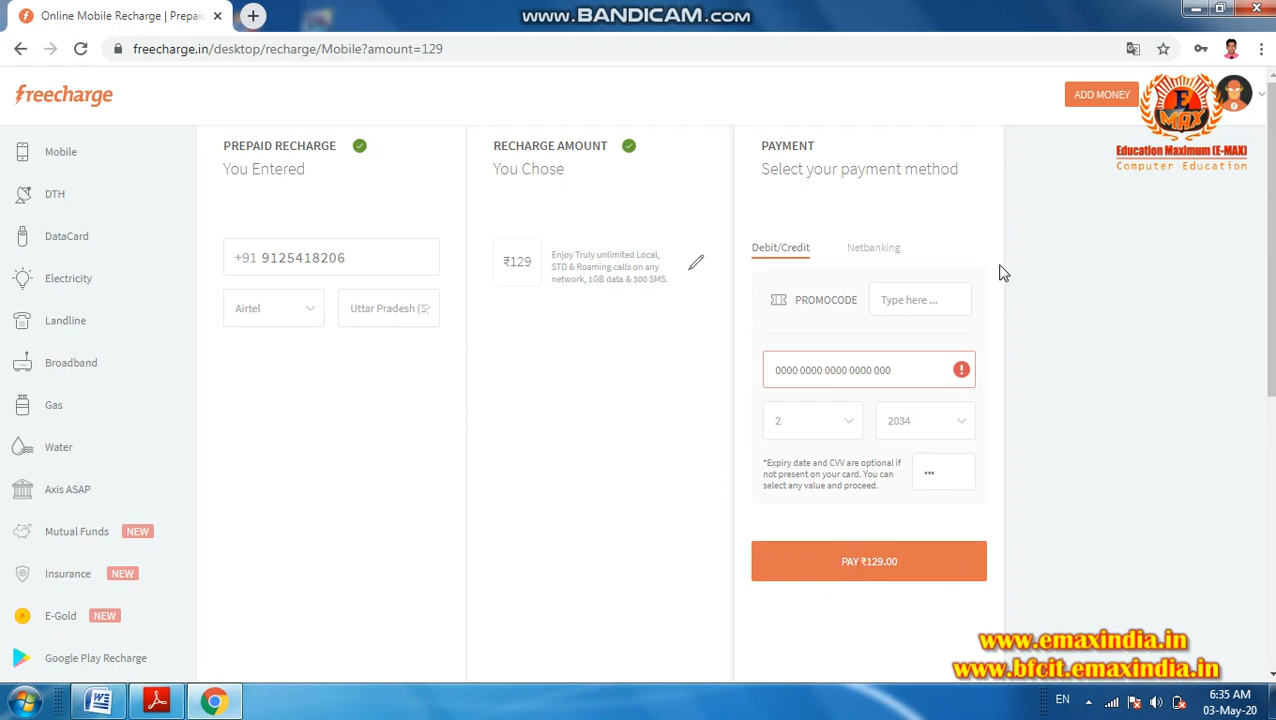 Online Mobile Recharge | Prepaid
www.BANDICAM.com
freecharge.in/desktop/recharge/Mobile?amount=129
freecharge
ADD MONEY
E
MAX
Education Maximum (E-MAX)
Computer Education
Mobile
DTH
DataCard
Electricity
Landline
Broadband
Gas
Water
Axis ASAP
Mutual Funds NEW
Insurance NEW
E-Gold NEW
Google Play Recharge
PREPAID RECHARGE
You Entered
+91 9125418206
Airtel
Uttar Pradesh
RECHARGE AMOUNT
You Chose
₹129
Enjoy Truly unlimited Local,
STD & Roaming calls on any
network, 1GB data & 300 SMS.
PAYMENT
Select your payment method
Debit/Credit Netbanking
PROMOCODE Type here ...
0000 0000 0000 0000 000
2 2034
*Expiry date and CVV are optional if
not present on your card. You can
select any value and proceed.
•••
PAY ₹129.00
www.emaxindia.in
www.bfcit.emaxindia.in
EN
6:35 AM
03-May-20